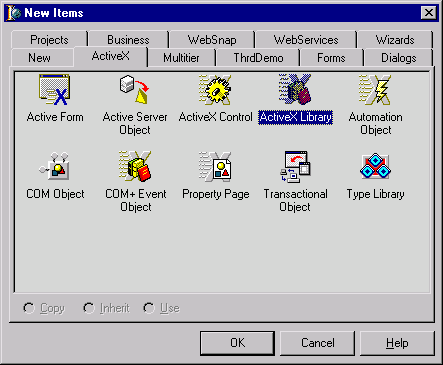 New Items
Projects Business WebSnap WebServices Wizards
New ActiveX Multitier ThrdDemo Forms Dialogs
Active Form Active Server Object ActiveX Control ActiveX Library Automation Object
COM Object COM+ Event Object Property Page Transactional Object Type Library
Copy Inherit Use
OK Cancel Help